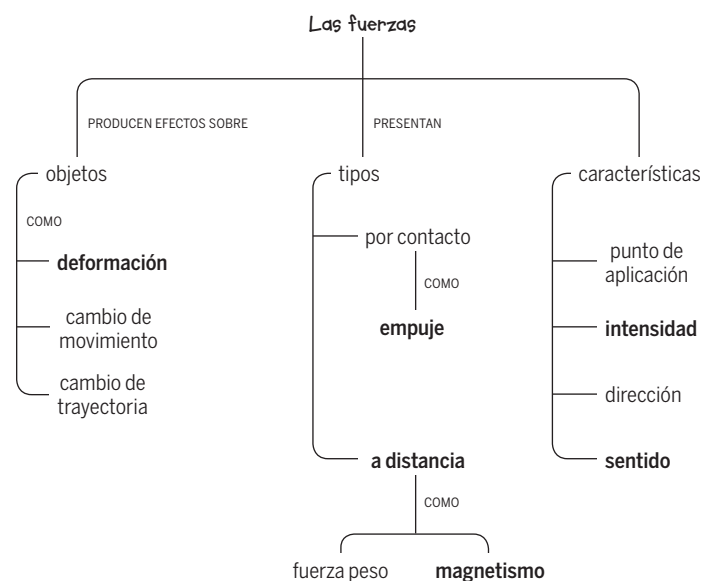 Las fuerzas
PRODUCEN EFECTOS SOBRE
PRESENTAN
objetos
COMO
deformación
cambio de
movimiento
cambio de
trayectoria
tipos
por contacto
COMO
empuje
a distancia
COMO
fuerza peso
magnetismo
características
punto de
aplicación
intensidad
dirección
sentido